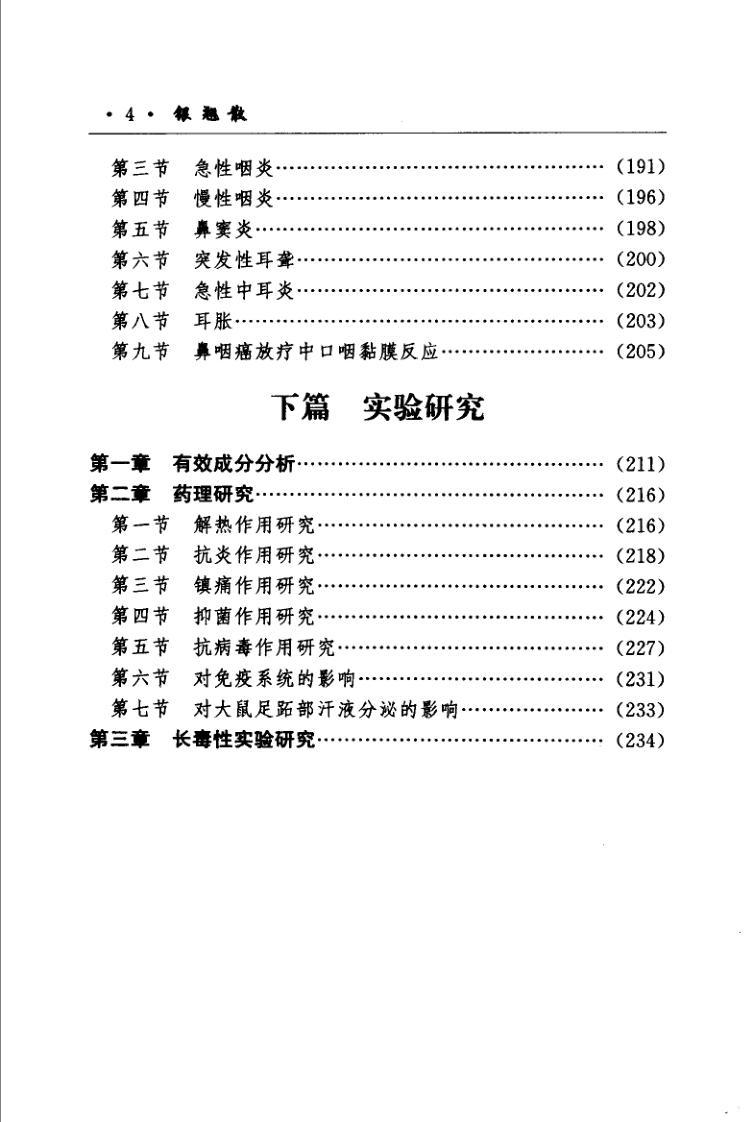 ·4· 银翘散
第三节 急性咽炎……………………………………………(191)
第四节 慢性咽炎……………………………………………(196)
第五节 鼻窦炎………………………………………………(198)
第六节 突发性耳聋…………………………………………(200)
第七节 急性中耳炎…………………………………………(202)
第八节 耳胀…………………………………………………(203)
第九节 鼻咽癌放疗中口咽黏膜反应……………………(205)
下篇 实验研究
第一章 有效成分分析………………………………………(211)
第二章 药理研究……………………………………………(216)
第一节 解热作用研究………………………………………(216)
第二节 抗炎作用研究………………………………………(218)
第三节 镇痛作用研究………………………………………(222)
第四节 抑菌作用研究………………………………………(224)
第五节 抗病毒作用研究……………………………………(227)
第六节 对免疫系统的影响…………………………………(231)
第七节 对大鼠足跖部汗液分泌的影响…………………(233)
第三章 长毒性实验研究……………………………………(234)